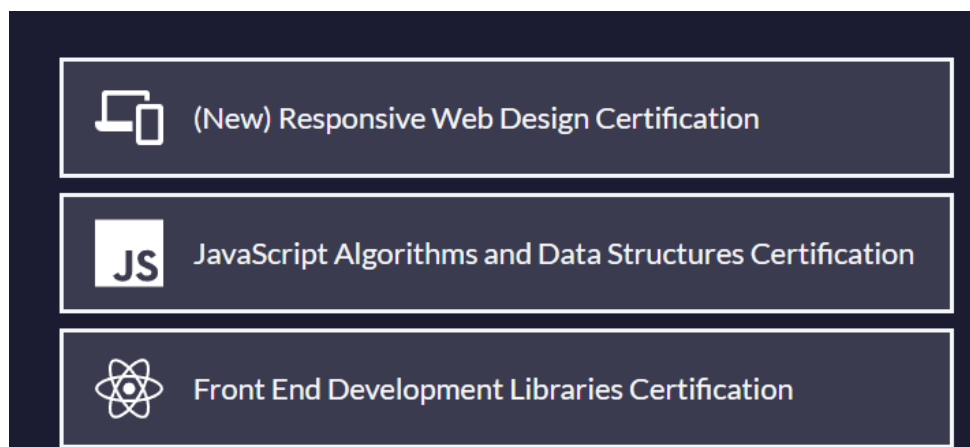 (New) Responsive Web Design Certification
JS
JavaScript Algorithms and Data Structures Certification
Front End Development Libraries Certification